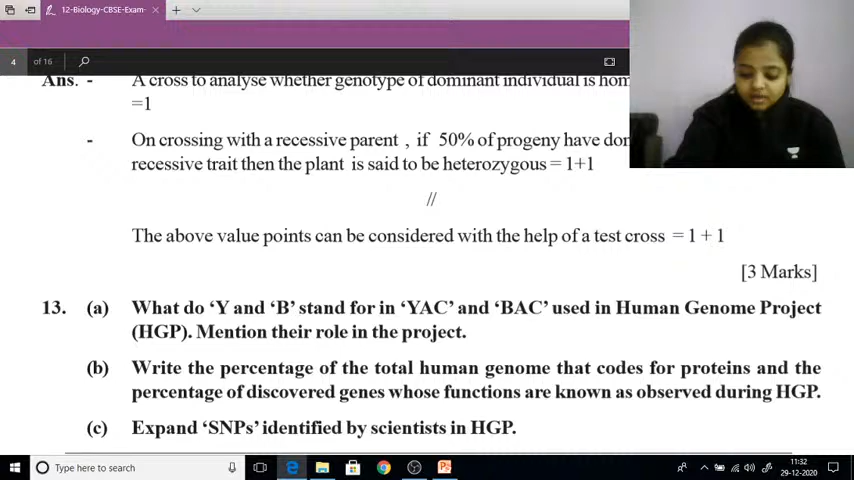 12-Biology-CBSE-Exam-
4 of 16
Ans. - A cross to analyse whether genotype of dominant individual is hom
=1
- On crossing with a recessive parent , if 50% of progeny have don
recessive trait then the plant is said to be heterozygous = 1+1
//
The above value points can be considered with the help of a test cross = 1 + 1
[3 Marks]
13. (a) What do ‘Y and ‘B’ stand for in ‘YAC’ and ‘BAC’ used in Human Genome Project
(HGP). Mention their role in the project.
(b) Write the percentage of the total human genome that codes for proteins and the
percentage of discovered genes whose functions are known as observed during HGP.
(c) Expand ‘SNPs’ identified by scientists in HGP.
Type here to search
11:32
29-12-2020